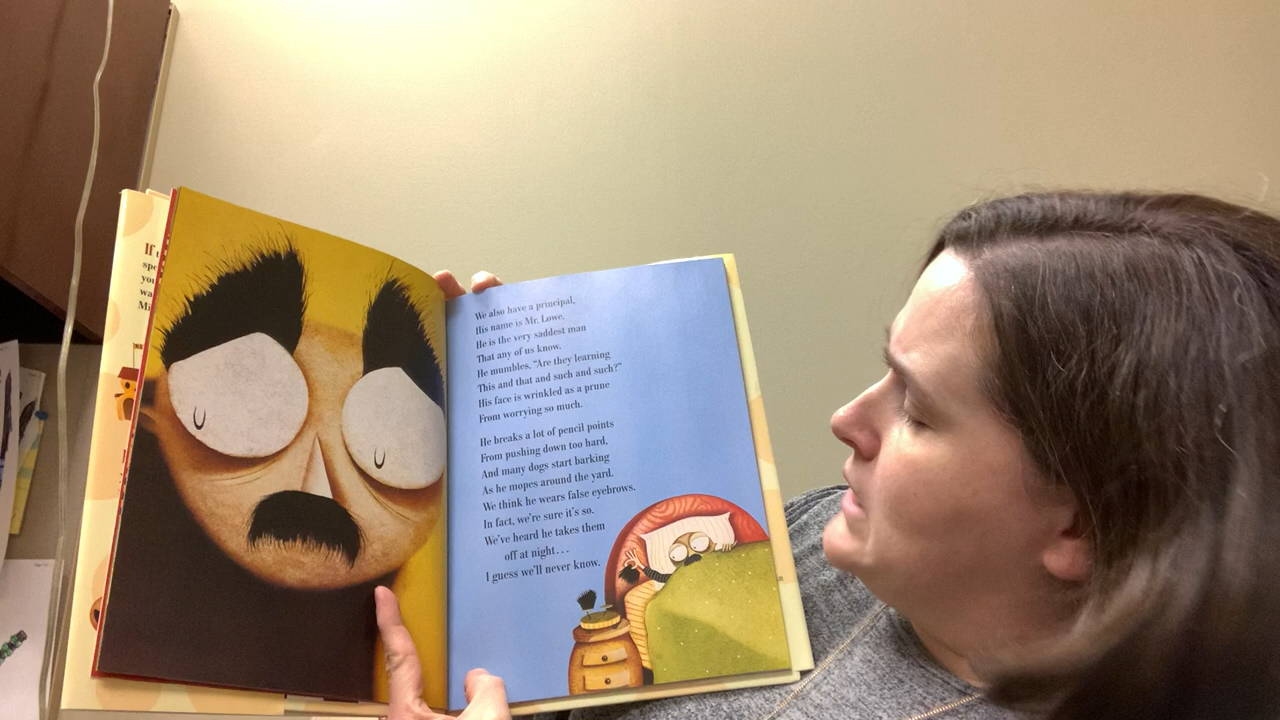 If
We also have a principal,
His name is Mr. Lowe.
He is the very saddest man
That any of us know.
He mumbles, “Are they learning
This and that and such and such?”
His face is wrinkled as a prune
From worrying so much.
He breaks a lot of pencil points
From pushing down too hard,
And many dogs start barking
As he mopes around the yard.
We think he wears false eyebrows.
In fact, we’re sure it’s so.
We’ve heard he takes them
off at night...
I guess we’ll never know.